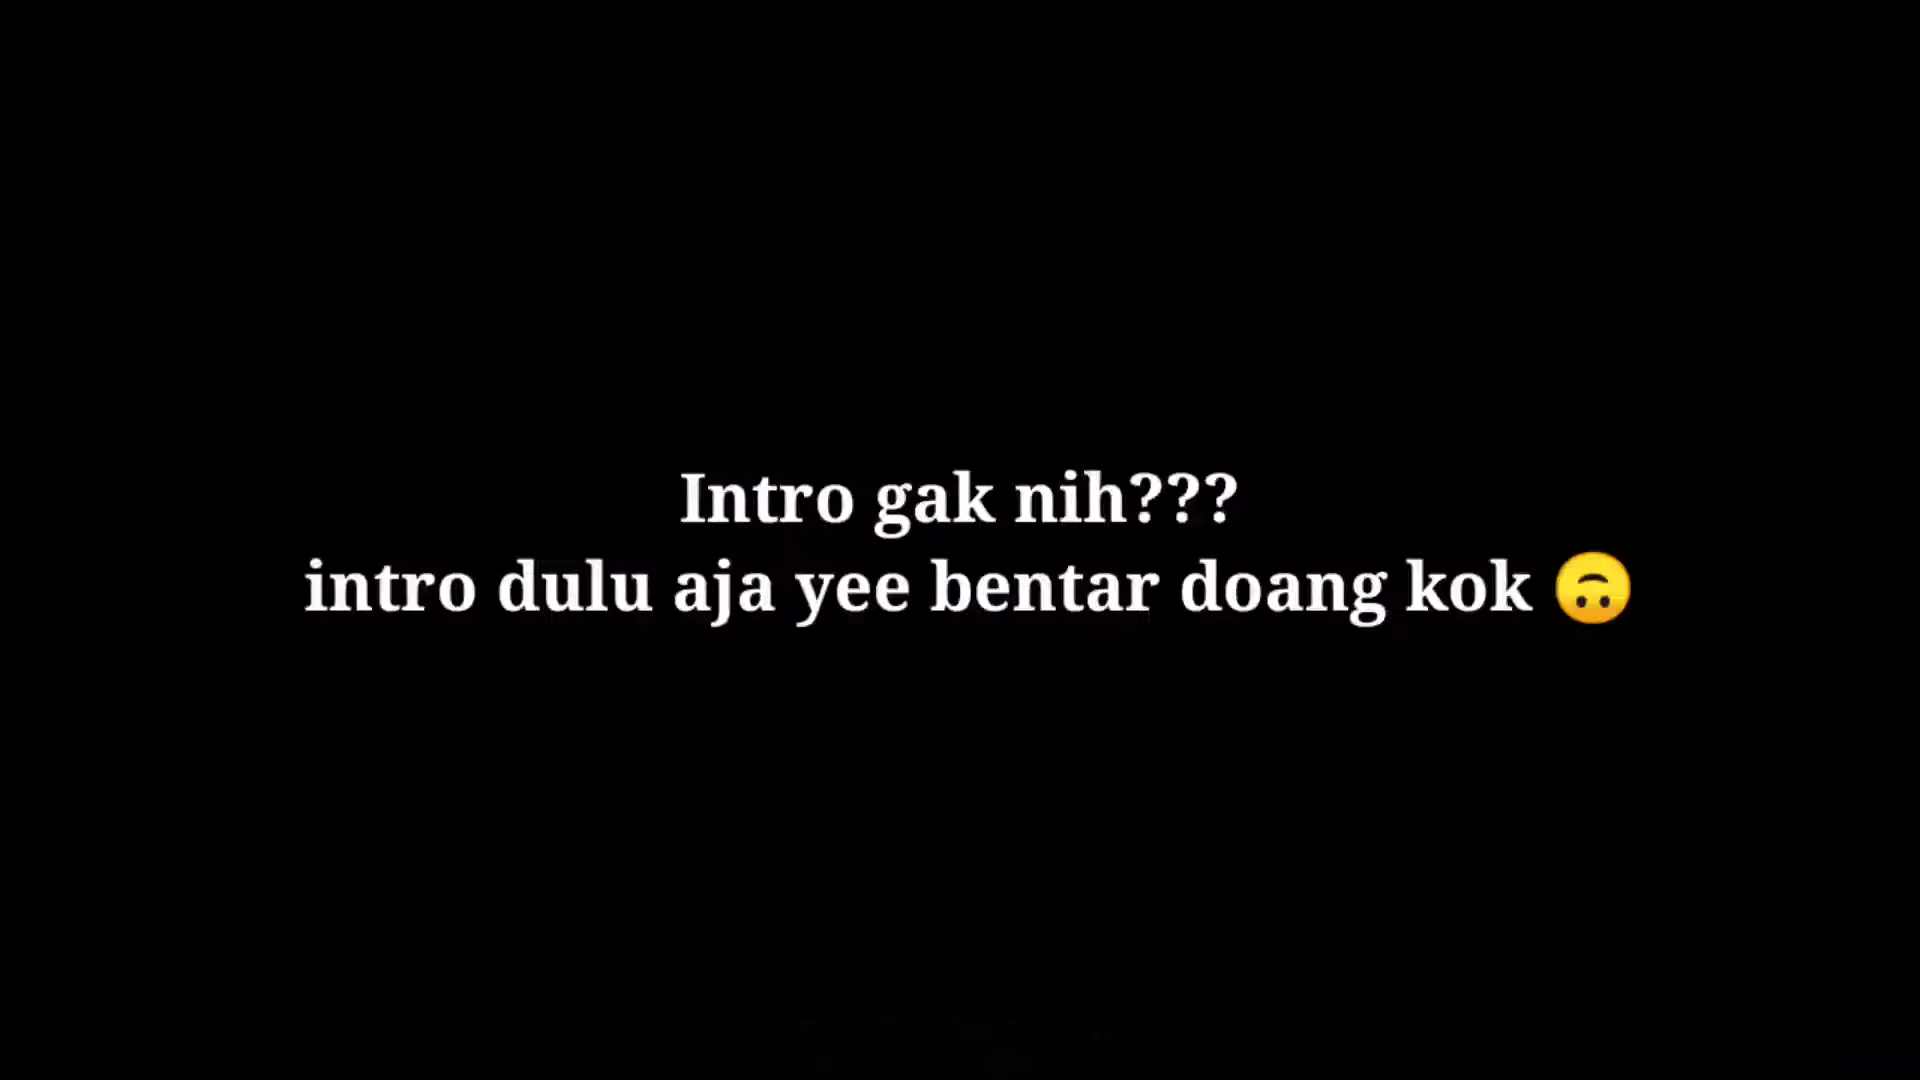 Intro gak nih???
intro dulu aja yee bentar doang kok 🙃